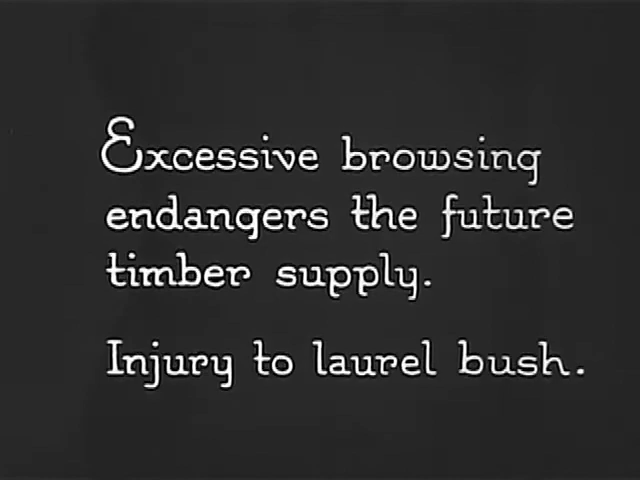 Excessive browsing
endangers the future
timber supply.
Injury to laurel bush.